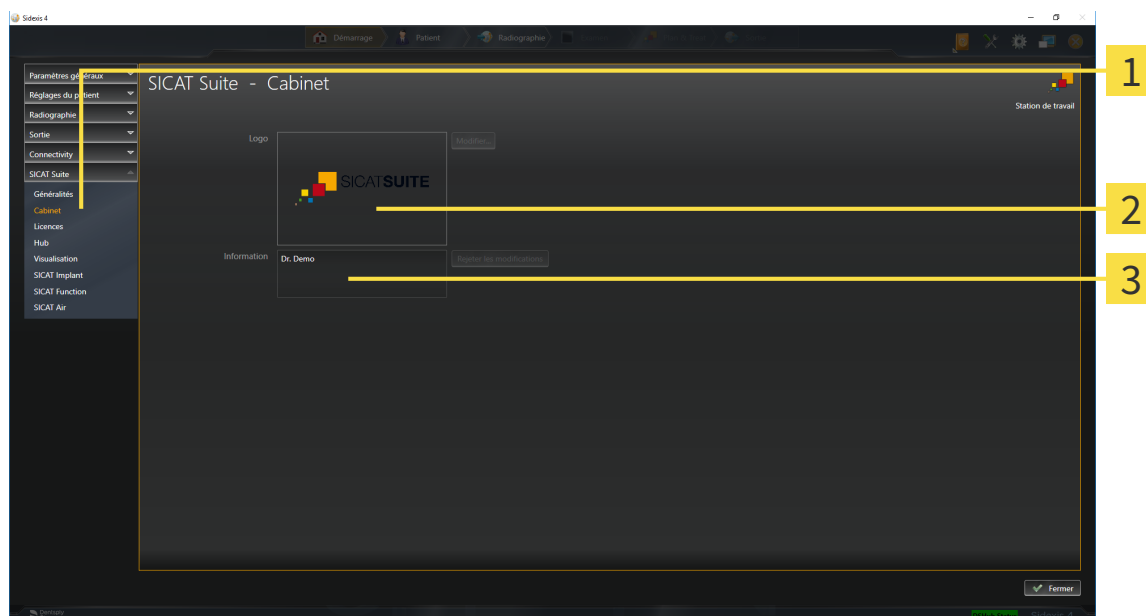 Sidexis 4
Démarrage
Patient
Radiographie
Paramètres généraux
Réglages du patient
Radiographie
Sortie
Connectivity
SICAT Suite
Généralités
Cabinet
Licences
Hub
Visualisation
SICAT Implant
SICAT Function
SICAT Air
SICAT Suite - Cabinet
Station de travail
Logo
SICATSUITE
Modifier...
Information
Dr. Demo
Rejeter les modifications
1
2
3
Fermer
Dentsply
Sidexis 4